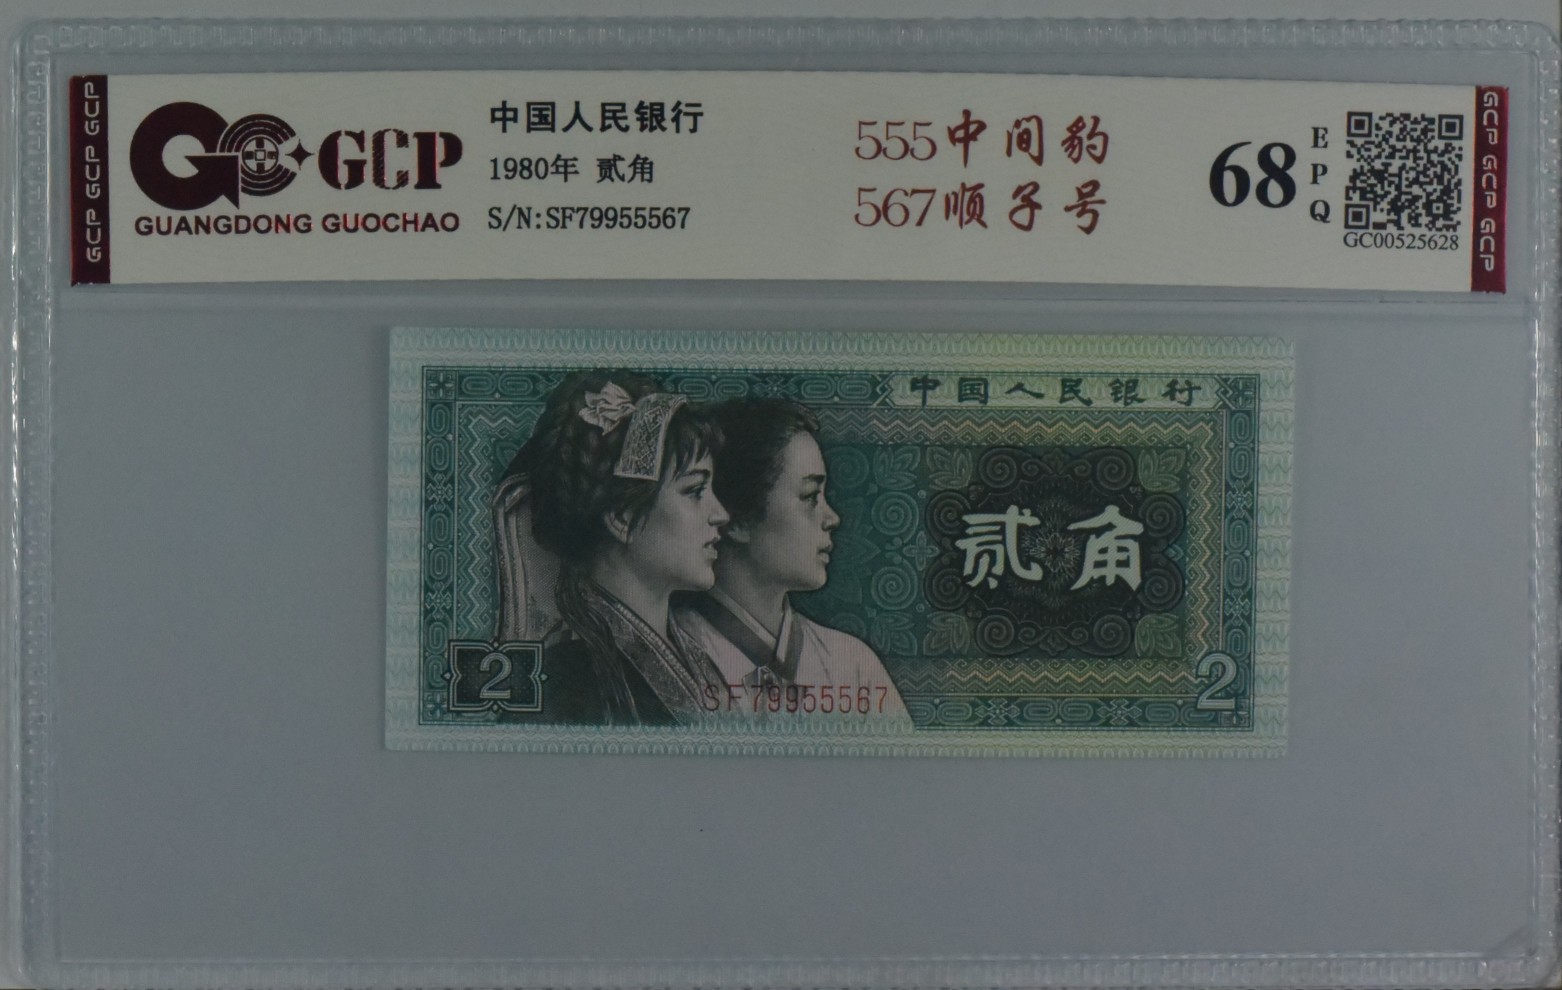 GCP GCP GCP
GCP
GUANGDONG GUOCHAO
中国人民银行
1980年 贰角
S/N:SF79955567
555中间豹
567顺子号
68
EPQ
GC00525628
GCP GCP GCP
中国人民银行
贰角
2
SF79955567
2